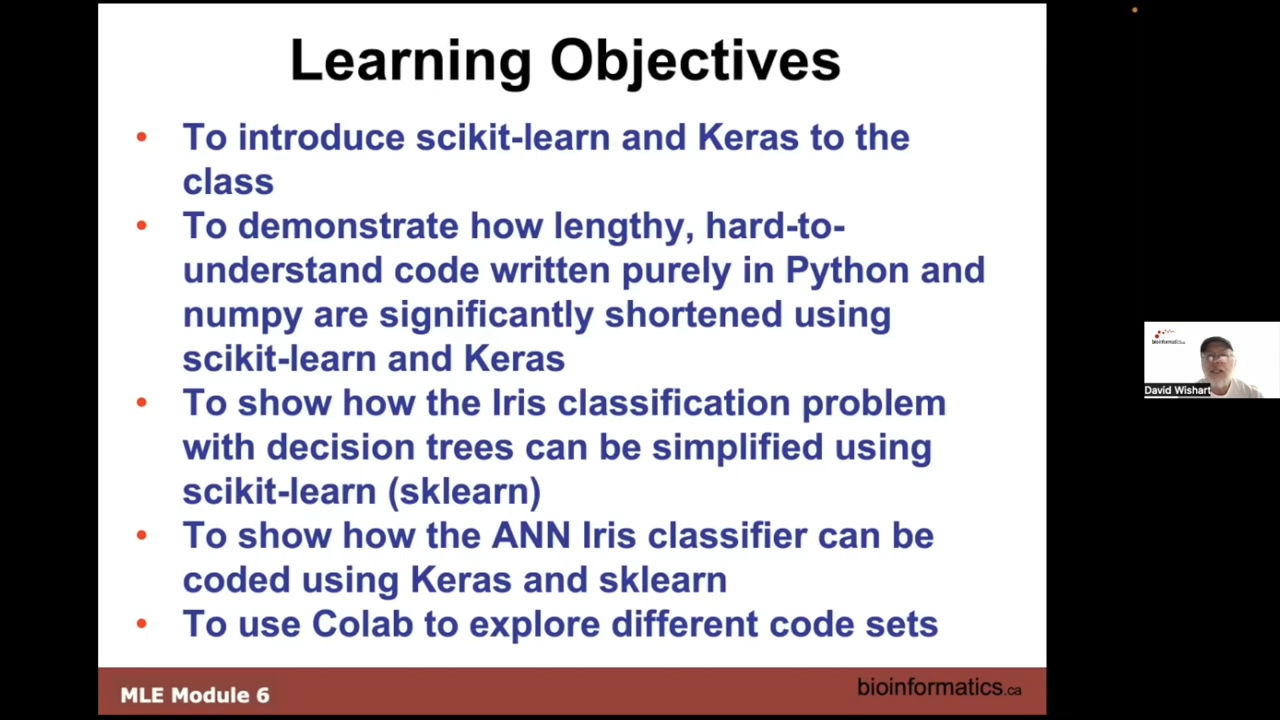 Learning Objectives
• To introduce scikit-learn and Keras to the
class
• To demonstrate how lengthy, hard-to-
understand code written purely in Python and
numpy are significantly shortened using
scikit-learn and Keras
• To show how the Iris classification problem
with decision trees can be simplified using
scikit-learn (sklearn)
• To show how the ANN Iris classifier can be
coded using Keras and sklearn
• To use Colab to explore different code sets
MLE Module 6
bioinformatics.ca
bioinformatics.ca
David Wishart